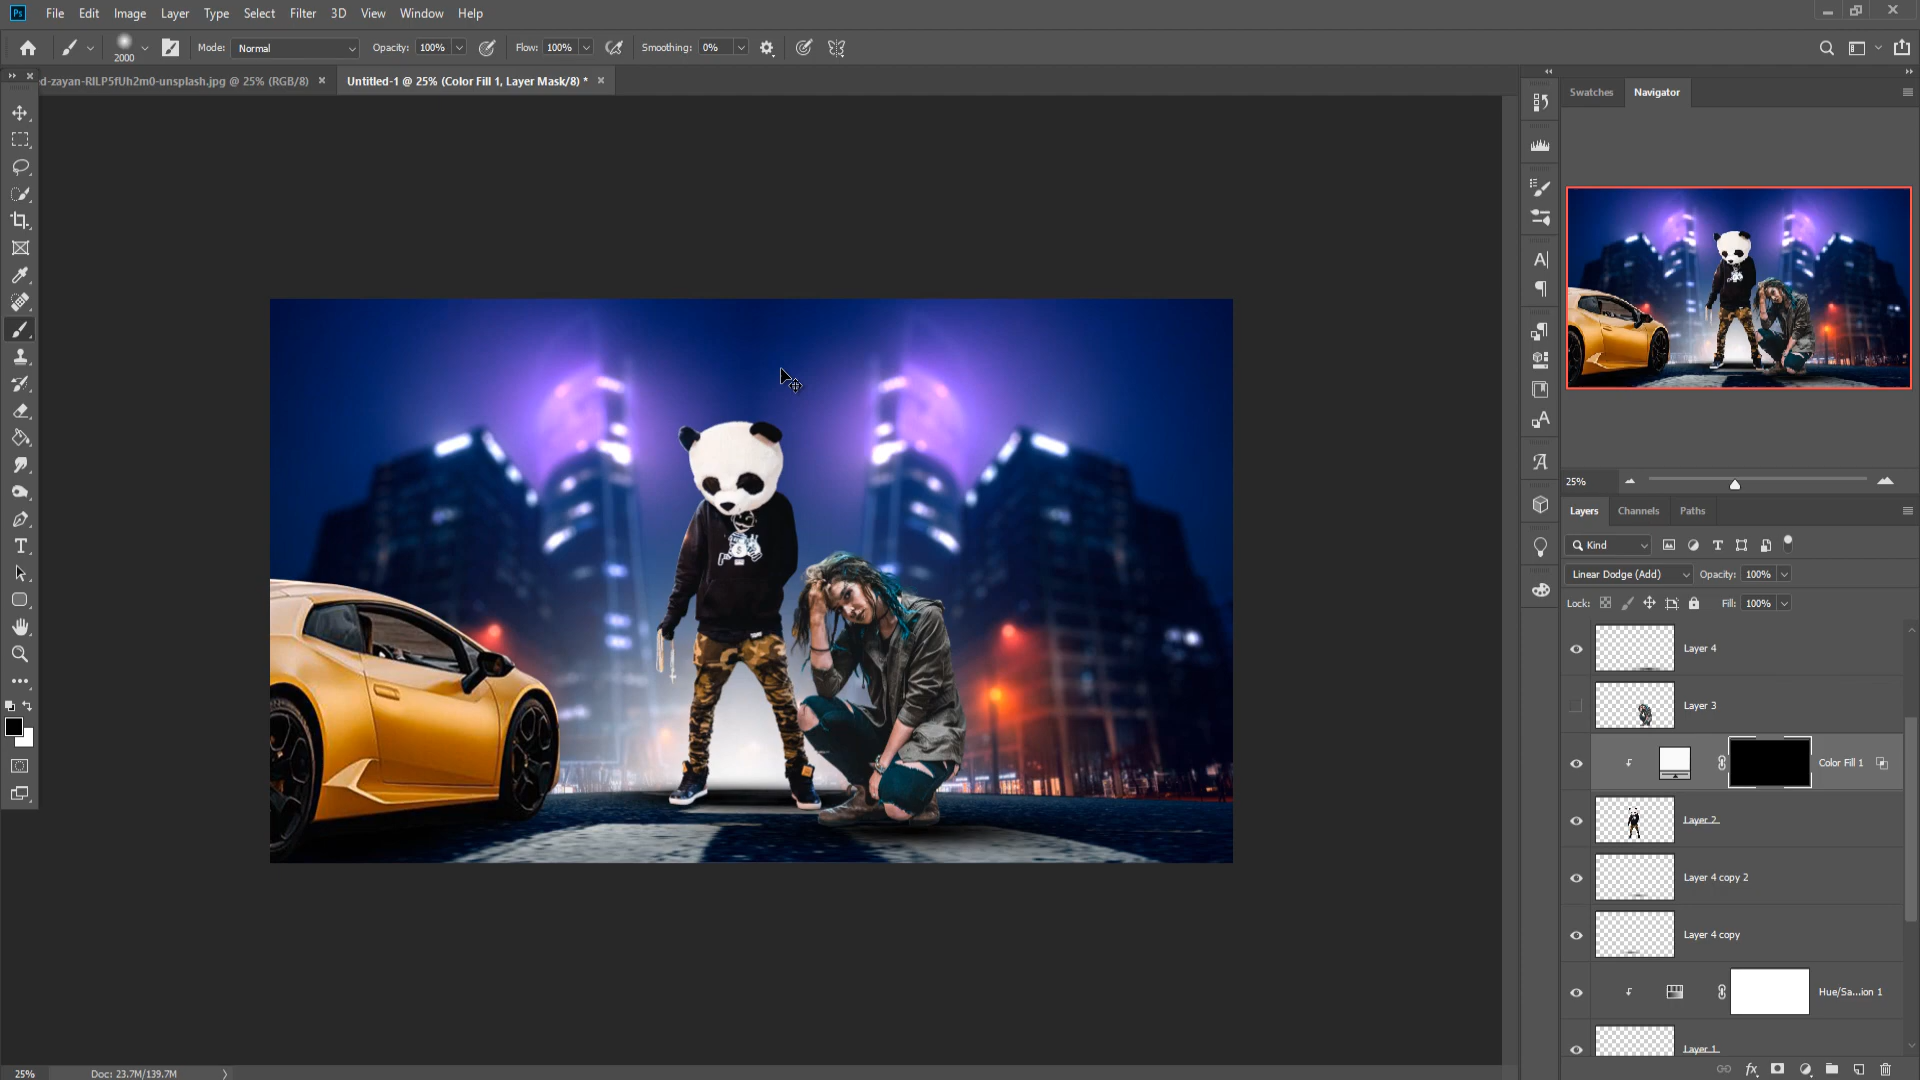 Ps File Edit Image Layer Type Select Filter 3D View Window Help
2000 Mode: Normal Opacity: 100% Flow: 100% Smoothing: 0%
d-zayan-RlLP5fUh2m0-unsplash.jpg @ 25% (RGB/8) × Untitled-1 @ 25% (Color Fill 1, Layer Mask/8) * ×
Swatches Navigator
25%
Layers Channels Paths
Kind
Linear Dodge (Add) Opacity: 100%
Lock: Fill: 100%
Layer 4
Layer 3
Color Fill 1
Layer 2
Layer 4 copy 2
Layer 4 copy
Hue/Sa...ion 1
Layer 1
25% Doc: 23.7M/139.7M